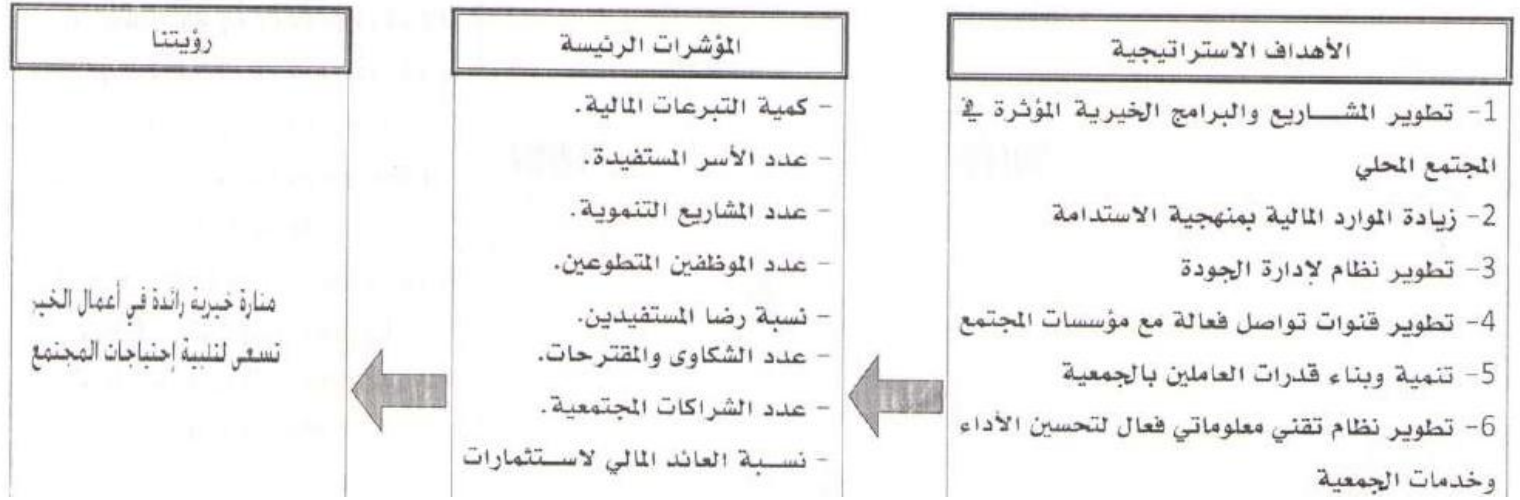 الأهداف الاستراتيجية
1- تطوير المشاريع والبرامج الخيرية المؤثرة في
المجتمع المحلي
2- زيادة الموارد المالية بمنهجية الاستدامة
3- تطوير نظام لإدارة الجودة
4- تطوير قنوات تواصل فعالة مع مؤسسات المجتمع
5- تنمية وبناء قدرات العاملين بالجمعية
6- تطوير نظام تقني معلوماتي فعال لتحسين الأداء
وخدمات الجمعية
المؤشرات الرئيسة
- كمية التبرعات المالية.
- عدد الأسر المستفيدة.
- عدد المشاريع التنموية.
- عدد الموظفين المتطوعين.
- نسبة رضا المستفيدين.
- عدد الشكاوى والمقترحات.
- عدد الشراكات المجتمعية.
- نسبة العائد المالي لاستثمارات
رؤيتنا
منارة خيرية رائدة في أعمال الخير
نسعى لتلبية إحتياجات المجتمع